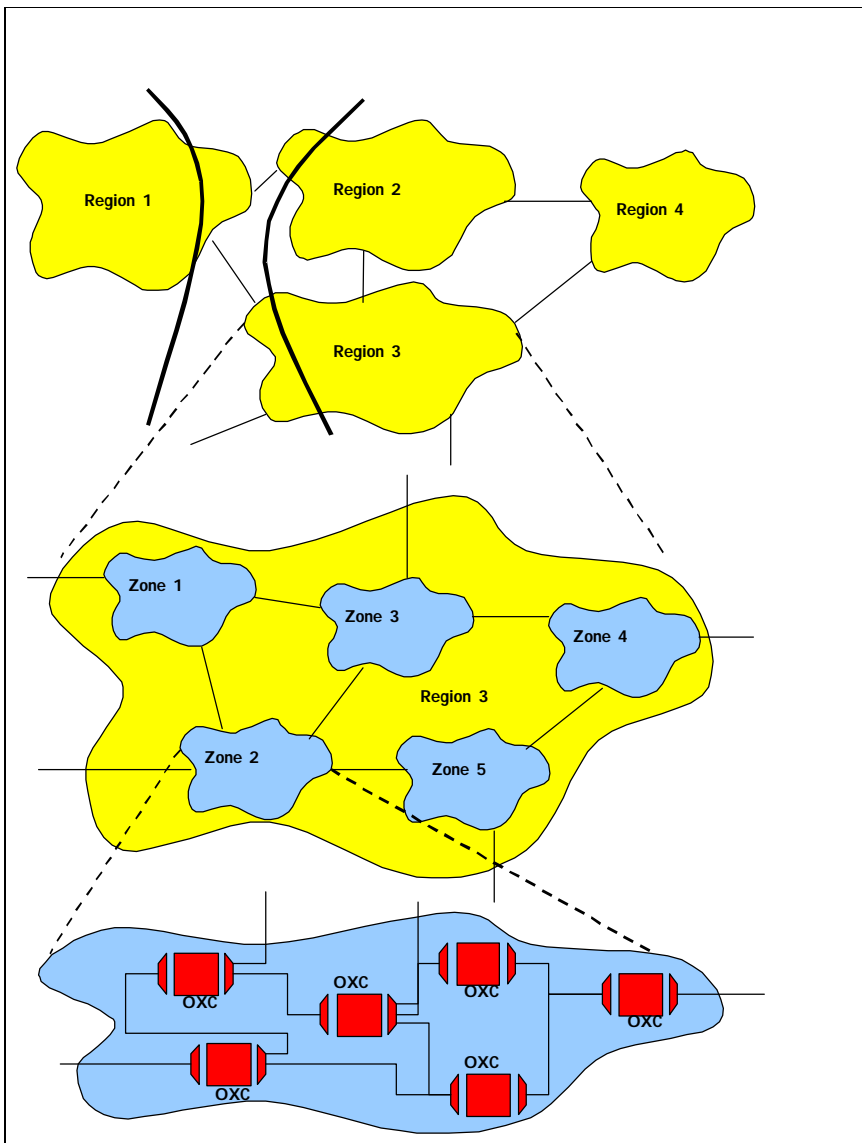 Region 1
Region 2
Region 4
Region 3
Zone 1
Zone 3
Zone 4
Region 3
Zone 2
Zone 5
OXC
OXC
OXC
OXC
OXC
OXC